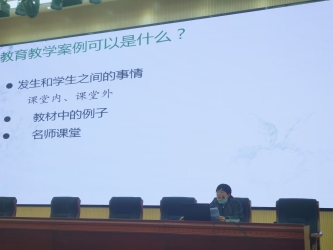 教育教学案例可以是什么？
● 发生和学生之间的事情
课堂内、课堂外
● 教材中的例子
● 名师课堂